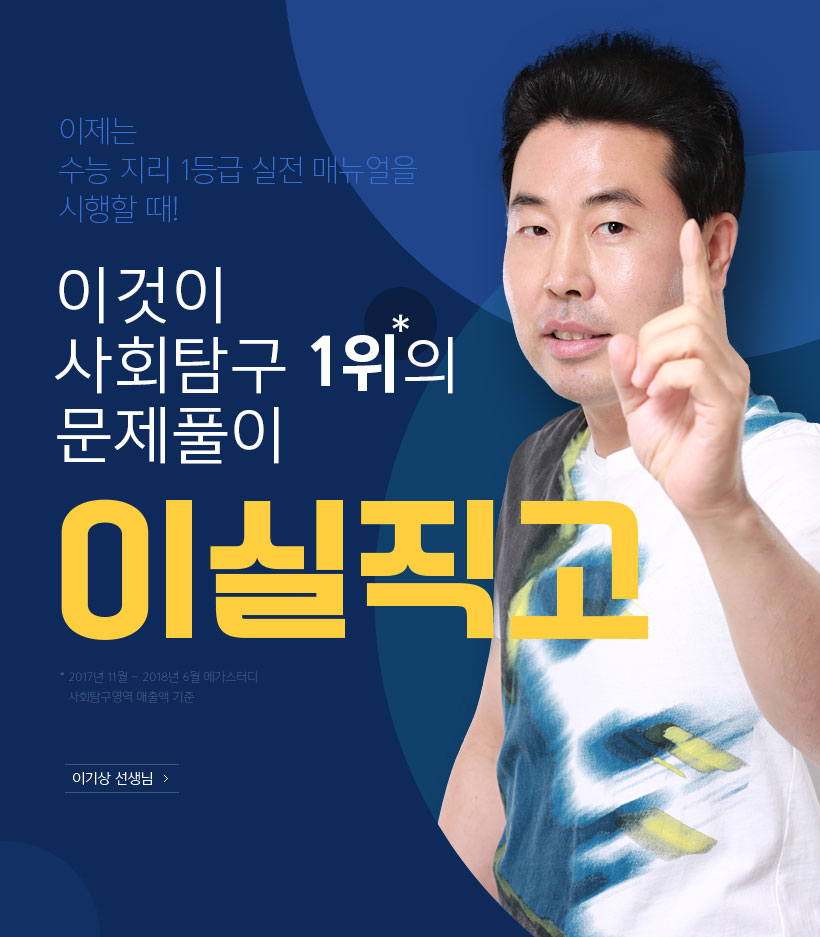 이제는
수능 지리 1등급 실전 매뉴얼을
시행할 때!
이것이
사회탐구 1위*의
문제풀이
이실직고
* 2017년 11월 ~ 2018년 6월 메가스터디
사회탐구영역 매출액 기준
이기상 선생님 >